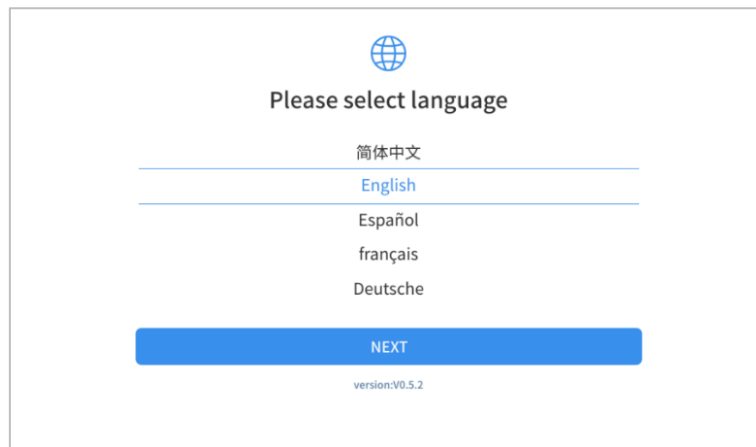 Please select language
简体中文
English
Español
français
Deutsche
NEXT
version:V0.5.2